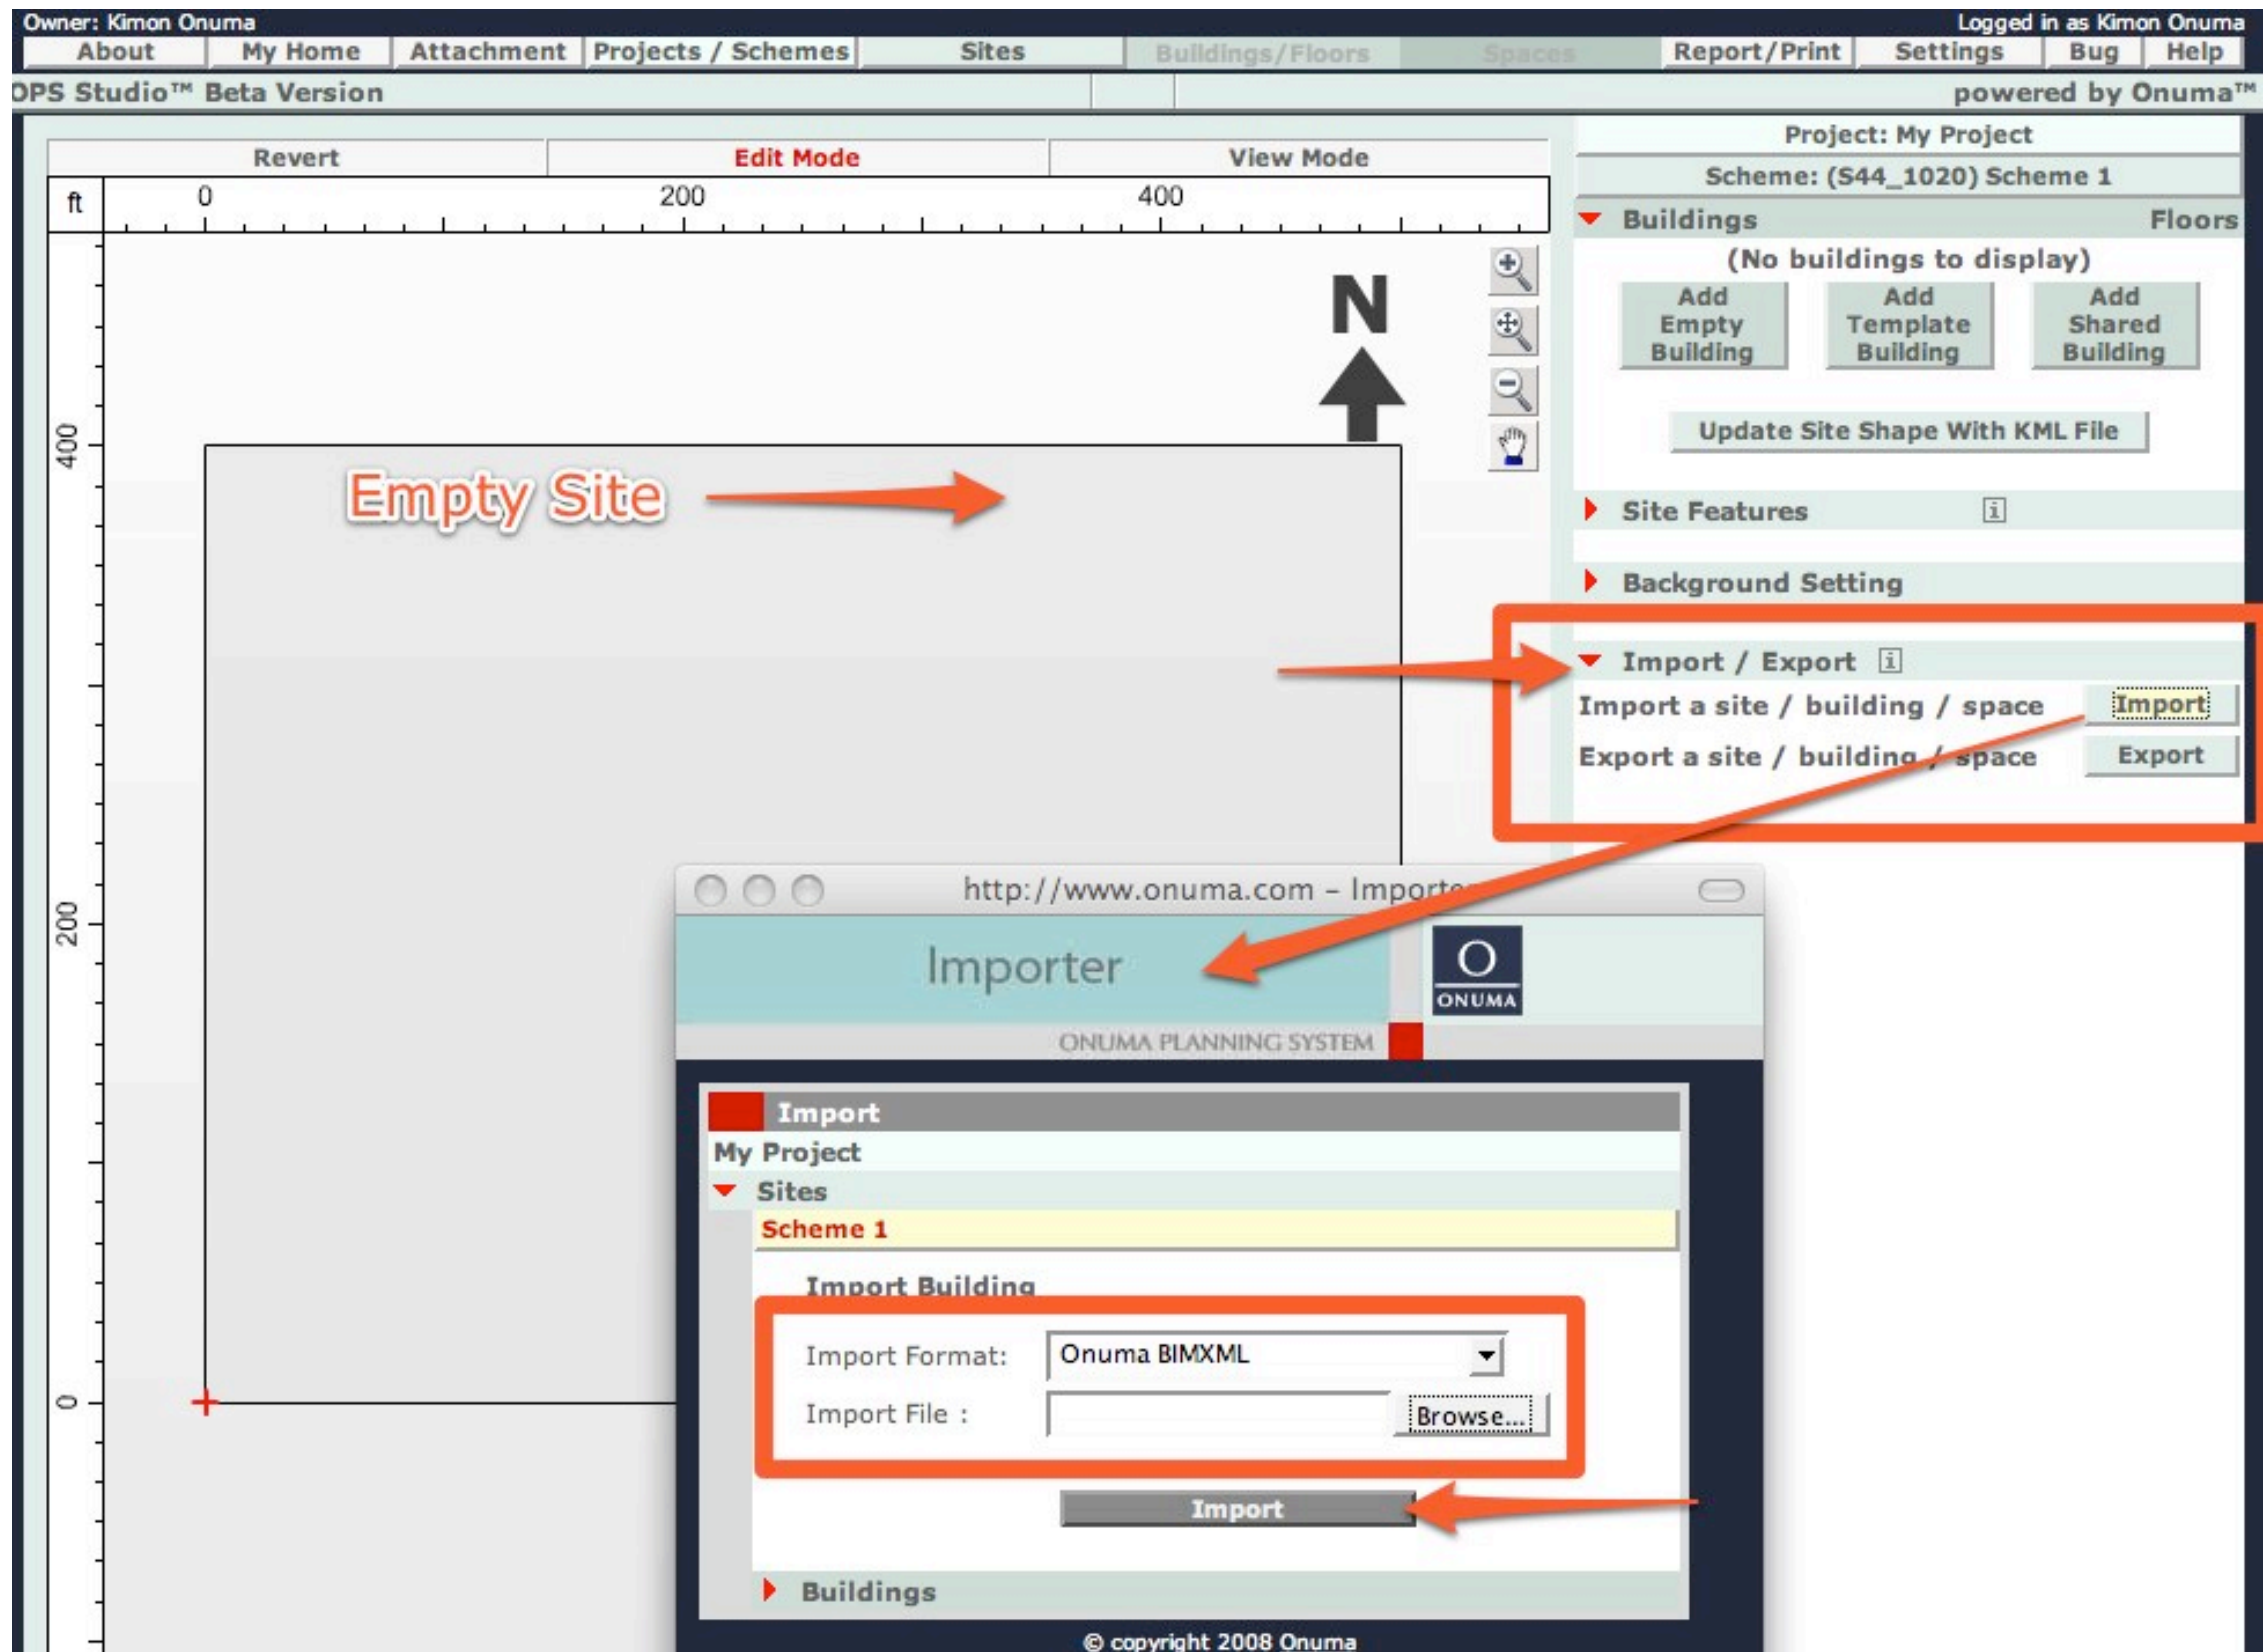 Owner: Kimon Onuma
Logged in as Kimon Onuma
About My Home Attachment Projects / Schemes Sites Buildings/Floors Spaces Report/Print Settings Bug Help
OPS Studio™ Beta Version
powered by Onuma™
Revert Edit Mode View Mode
ft 0 200 400
N
400
200
0
Empty Site
Project: My Project
Scheme: (S44_1020) Scheme 1
Buildings Floors
(No buildings to display)
Add Empty Building
Add Template Building
Add Shared Building
Update Site Shape With KML File
Site Features i
Background Setting
Import / Export i
Import a site / building / space Import
Export a site / building / space Export
http://www.onuma.com – Importer
Importer
O
ONUMA
ONUMA PLANNING SYSTEM
Import
My Project
Sites
Scheme 1
Import Building
Import Format: Onuma BIMXML
Import File : Browse...
Import
Buildings
© copyright 2008 Onuma